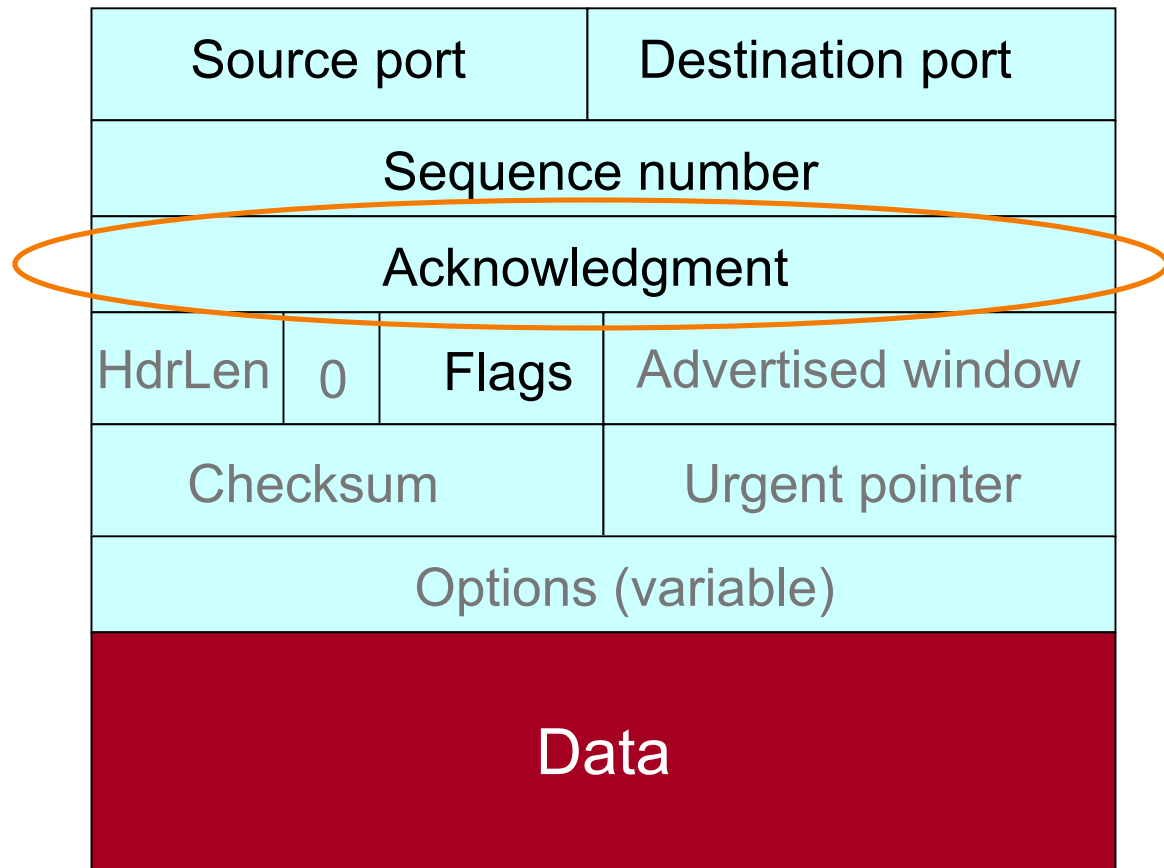 Source port Destination port
Sequence number
Acknowledgment
HdrLen 0 Flags Advertised window
Checksum Urgent pointer
Options (variable)
Data